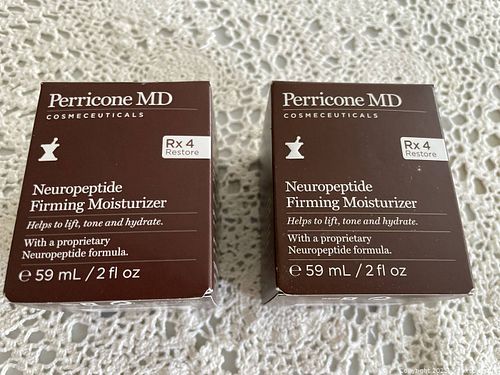 Perricone MD
COSMECEUTICALS
Rx 4
Restore
Neuropeptide
Firming Moisturizer
Helps to lift, tone and hydrate.
With a proprietary
Neuropeptide formula.
℮ 59 mL / 2 fl oz
Perricone MD
COSMECEUTICALS
Rx 4
Restore
Neuropeptide
Firming Moisturizer
Helps to lift, tone and hydrate.
With a proprietary
Neuropeptide formula.
℮ 59 mL / 2 fl oz
Copyright